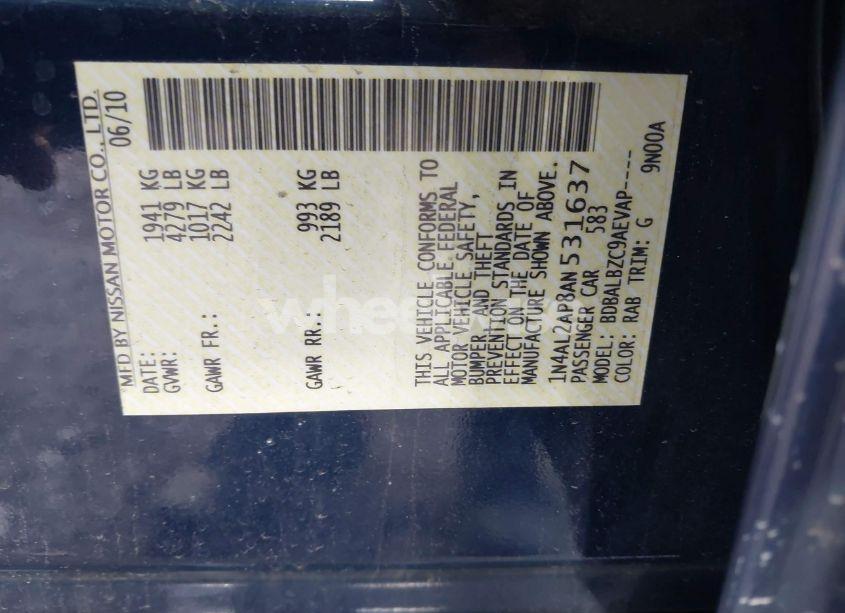 MFD BY NISSAN MOTOR CO., LTD.
DATE: 06/10
GVWR: 1941 KG
4279 LB
GAWR FR.: 1017 KG
2242 LB
GAWR RR.: 993 KG
2189 LB
THIS VEHICLE CONFORMS TO
ALL APPLICABLE FEDERAL
MOTOR VEHICLE SAFETY,
BUMPER AND THEFT
PREVENTION STANDARDS IN
EFFECT ON THE DATE OF
MANUFACTURE SHOWN ABOVE.
1N4AL2AP8AN531637
PASSENGER CAR 583
MODEL: BDBALBZC9AEVAP----
COLOR: RAB TRIM: G 9N00A